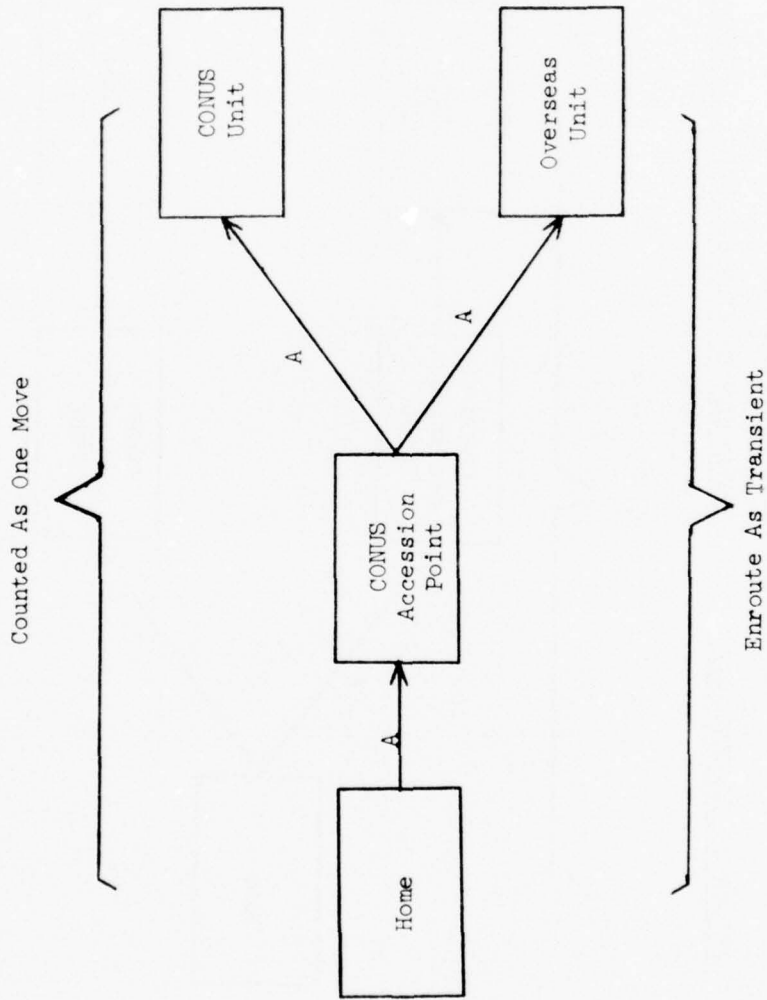 Counted As One Move
CONUS
Unit
A
Home
A
CONUS
Accession
Point
A
Overseas
Unit
Enroute As Transient